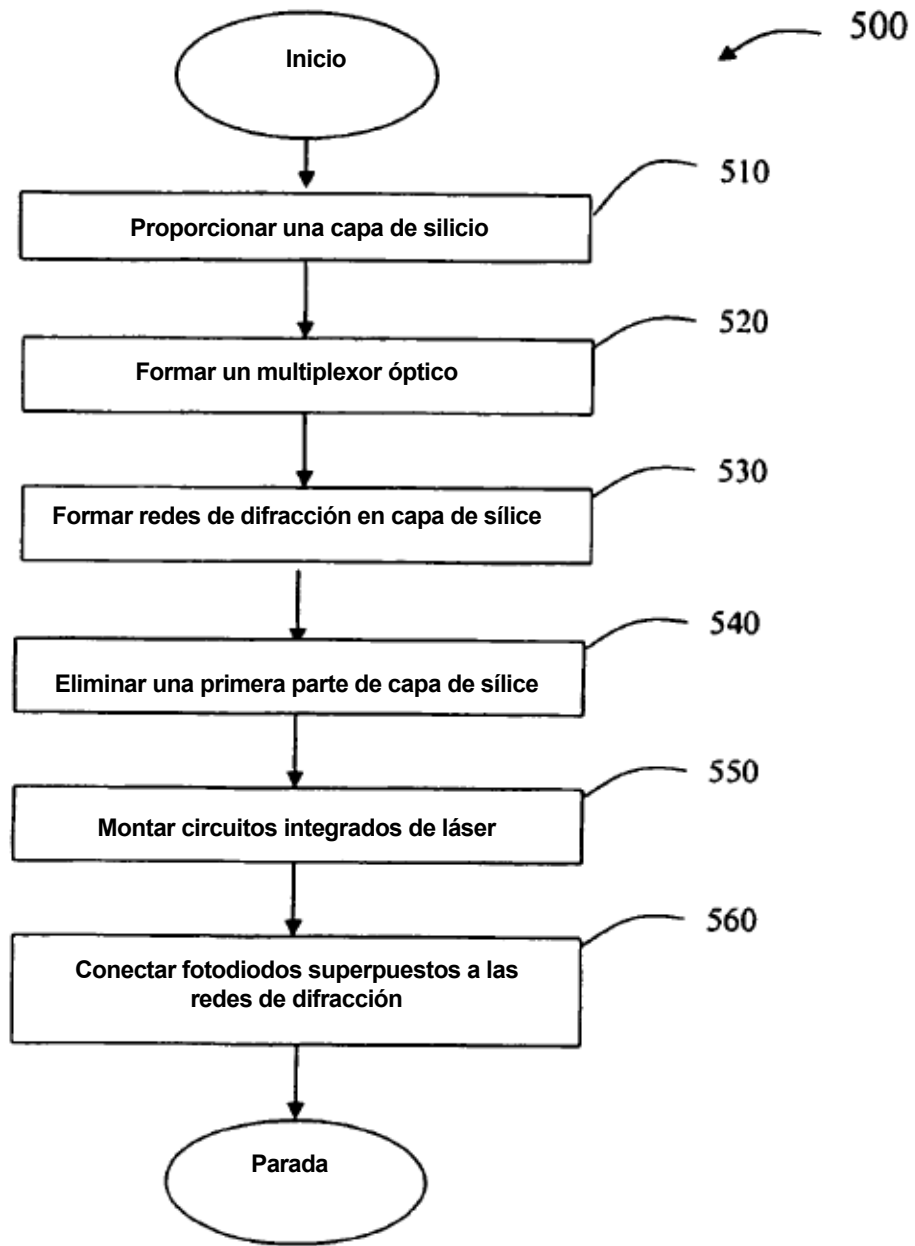 Inicio
500
510
Proporcionar una capa de silicio
520
Formar un multiplexor óptico
530
Formar redes de difracción en capa de sílice
540
Eliminar una primera parte de capa de sílice
550
Montar circuitos integrados de láser
560
Conectar fotodiodos superpuestos a las
redes de difracción
Parada